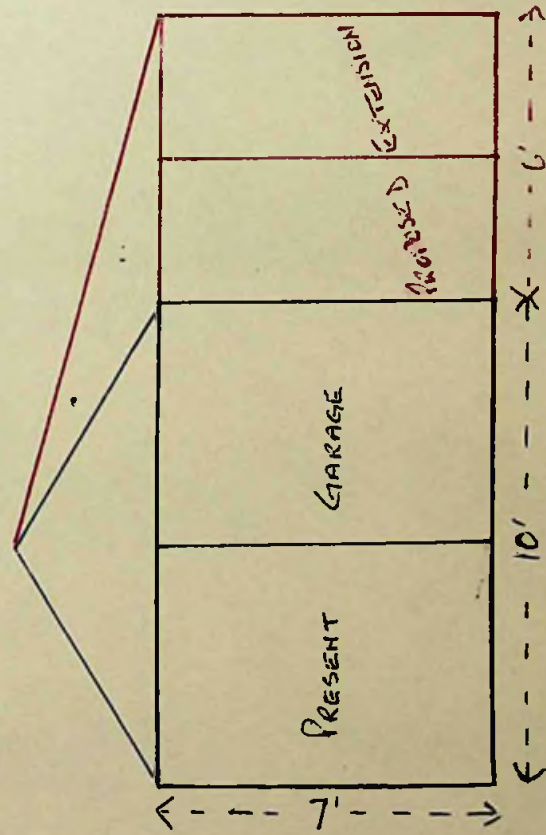 PRESENT
GARAGE
PROPOSED
EXTENSION
7'
10'
6'